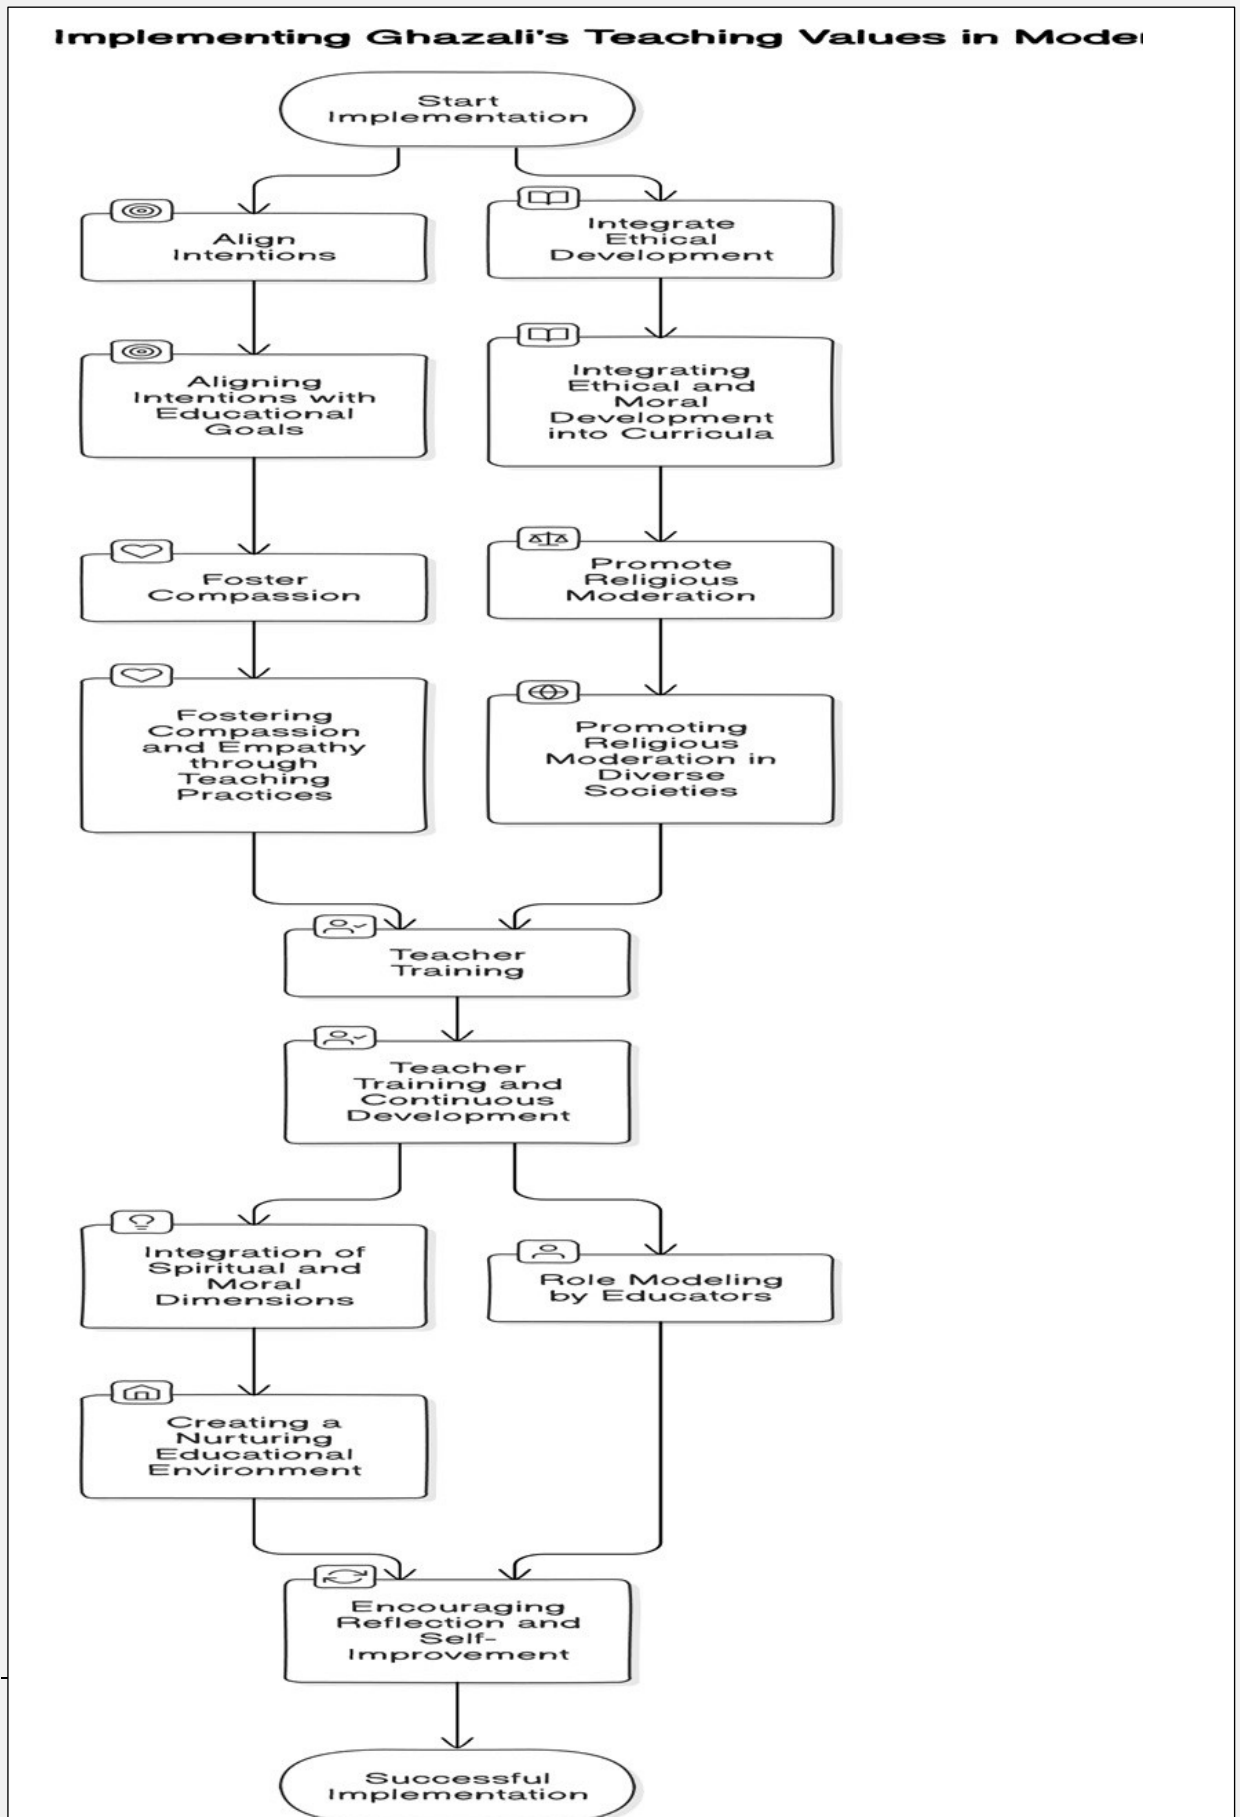 Implementing Ghazali's Teaching Values in Moder
Start
Implementation
Align
Intentions
Integrate
Ethical
Development
Aligning
Intentions with
Educational
Goals
Integrating
Ethical and
Moral
Development
into Curricula
Foster
Compassion
Promote
Religious
Moderation
Fostering
Compassion
and Empathy
through
Teaching
Practices
Promoting
Religious
Moderation in
Diverse
Societies
Teacher
Training
Teacher
Training and
Continuous
Development
Integration of
Spiritual and
Moral
Dimensions
Role Modeling
by Educators
Creating a
Nurturing
Educational
Environment
Encouraging
Reflection and
Self-
Improvement
Successful
Implementation